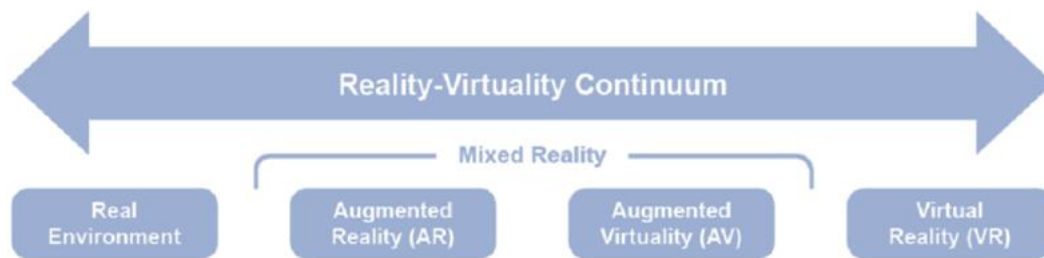 Reality-Virtuality Continuum
Mixed Reality
Real
Environment
Augmented
Reality (AR)
Augmented
Virtuality (AV)
Virtual
Reality (VR)